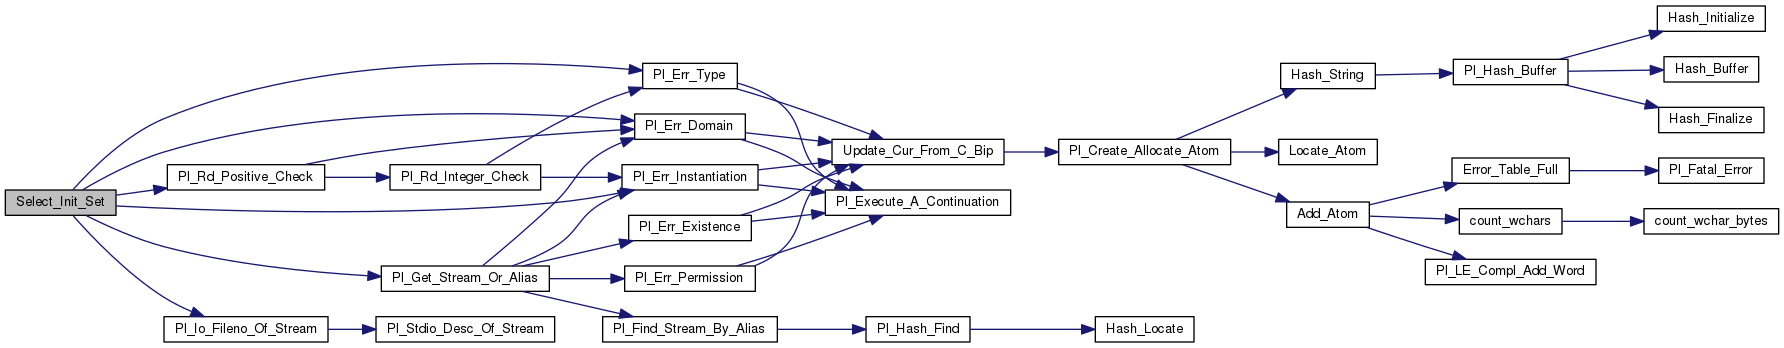 Hash_Initialize
Pl_Err_Type
Hash_String
Pl_Hash_Buffer
Hash_Buffer
Hash_Finalize
Pl_Err_Domain
Update_Cur_From_C_Bip
Pl_Create_Allocate_Atom
Locate_Atom
Pl_Rd_Positive_Check
Pl_Rd_Integer_Check
Pl_Err_Instantiation
Error_Table_Full
Pl_Fatal_Error
Select_Init_Set
Pl_Execute_A_Continuation
Add_Atom
count_wchars
count_wchar_bytes
Pl_Err_Existence
Pl_Get_Stream_Or_Alias
Pl_Err_Permission
Pl_LE_Compl_Add_Word
Pl_Io_Fileno_Of_Stream
Pl_Stdio_Desc_Of_Stream
Pl_Find_Stream_By_Alias
Pl_Hash_Find
Hash_Locate